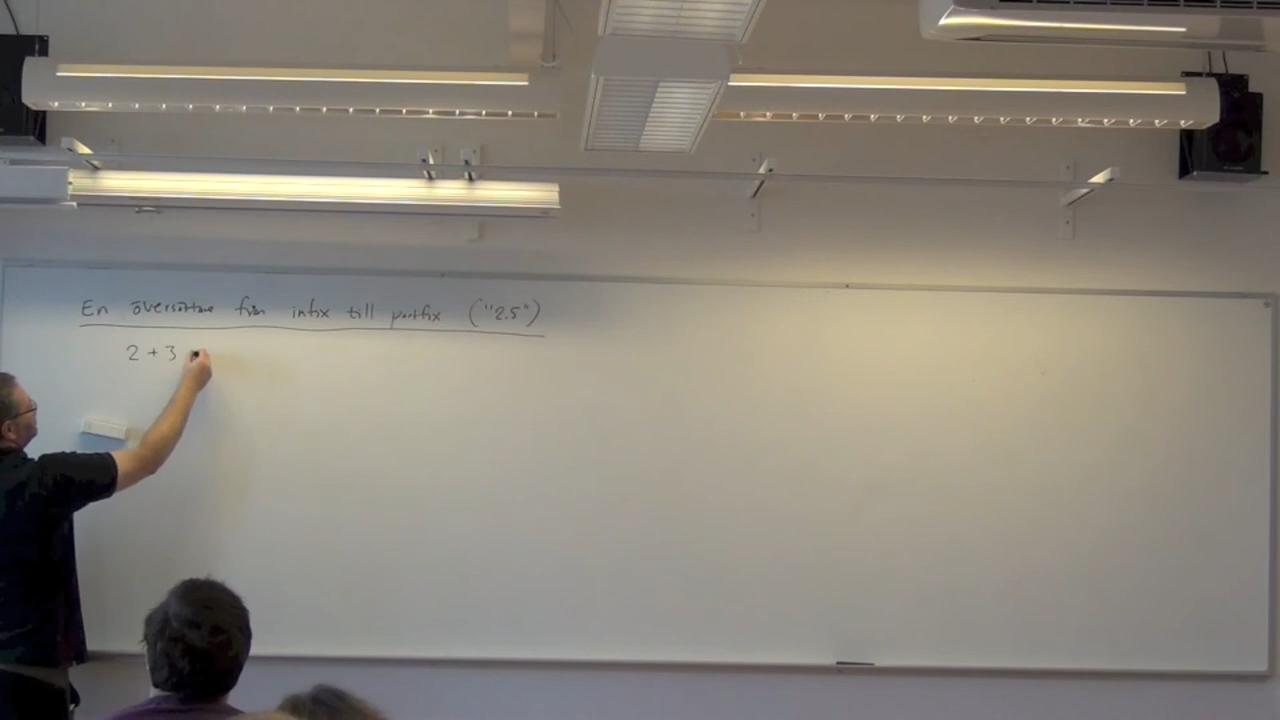 En översättare från infix till postfix ("2.5")
2 + 3